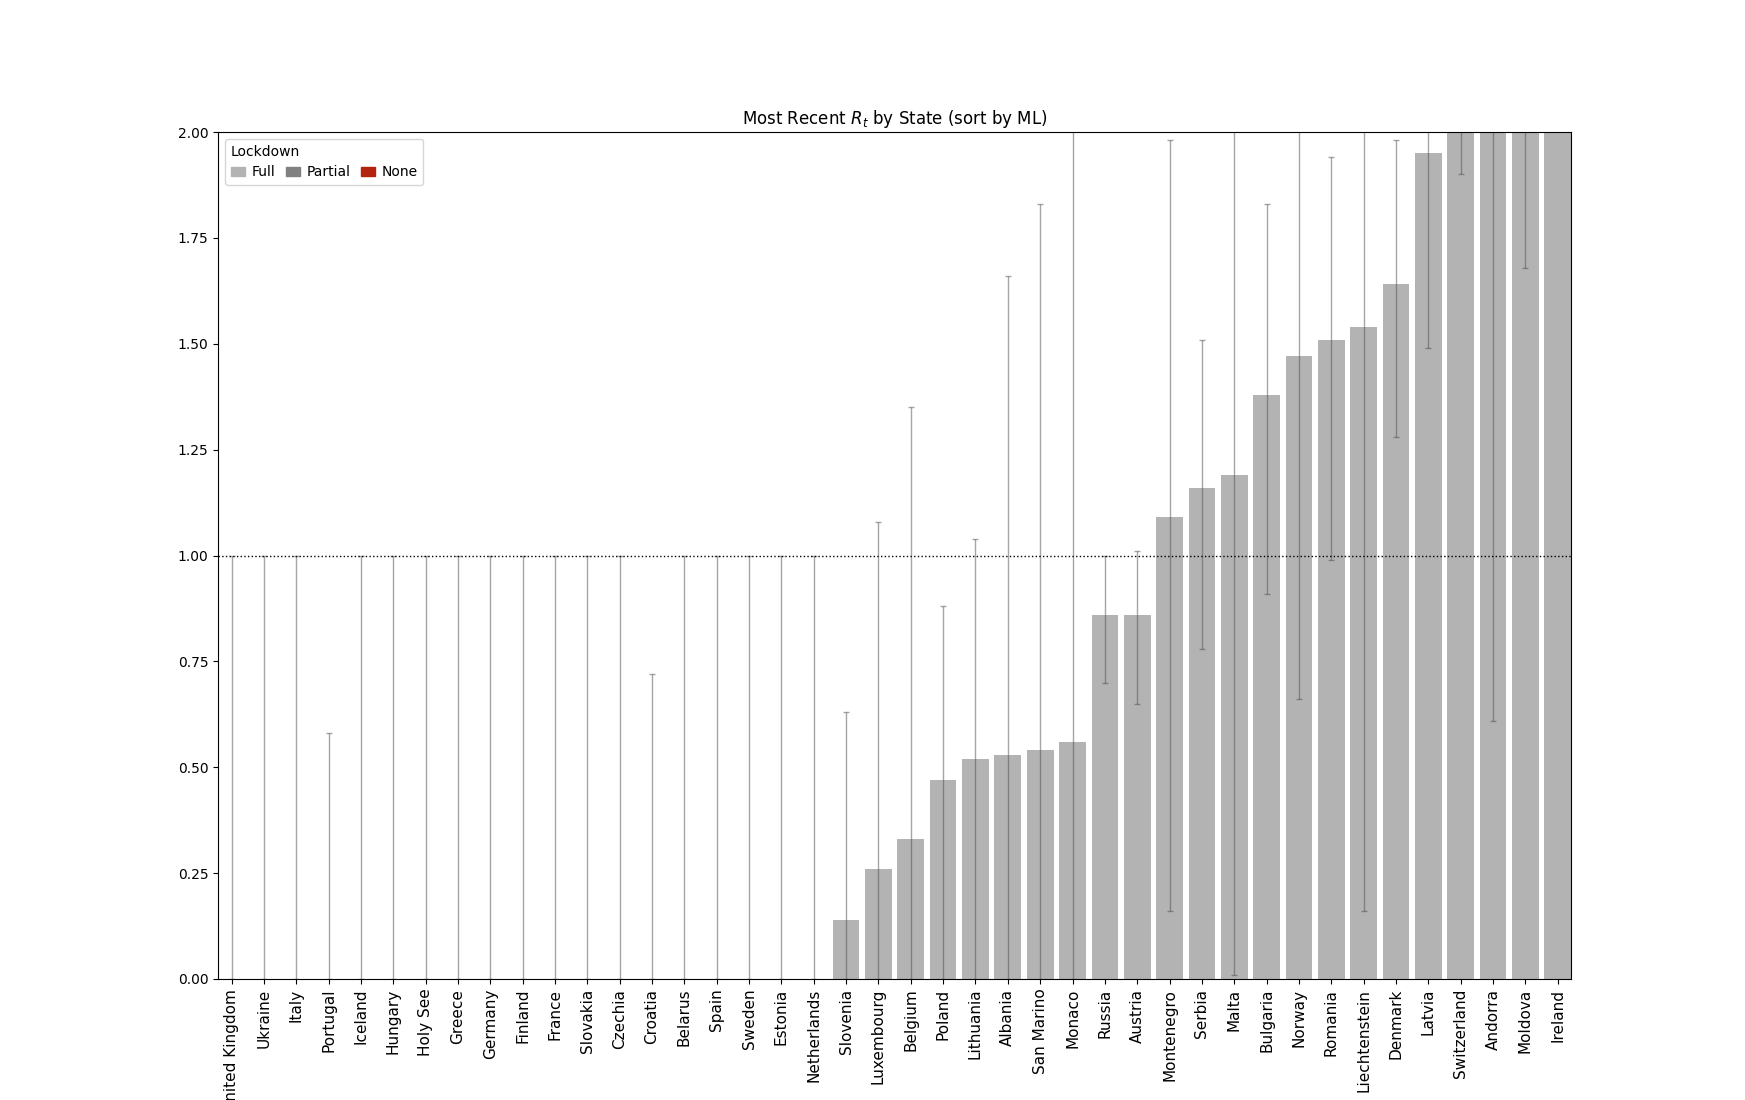 Most Recent Rt by State (sort by ML)
Lockdown
Full Partial None
2.00
1.75
1.50
1.25
1.00
0.75
0.50
0.25
0.00
nited Kingdom
Ukraine
Italy
Portugal
Iceland
Hungary
Holy See
Greece
Germany
Finland
France
Slovakia
Czechia
Croatia
Belarus
Spain
Sweden
Estonia
Netherlands
Slovenia
Luxembourg
Belgium
Poland
Lithuania
Albania
San Marino
Monaco
Russia
Austria
Montenegro
Serbia
Malta
Bulgaria
Norway
Romania
Liechtenstein
Denmark
Latvia
Switzerland
Andorra
Moldova
Ireland